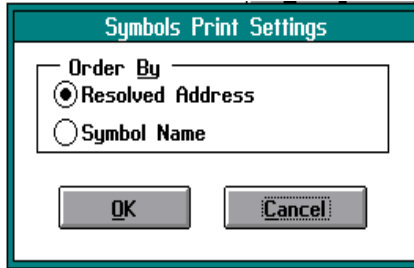 Symbols Print Settings
Order By
Resolved Address
Symbol Name
OK Cancel